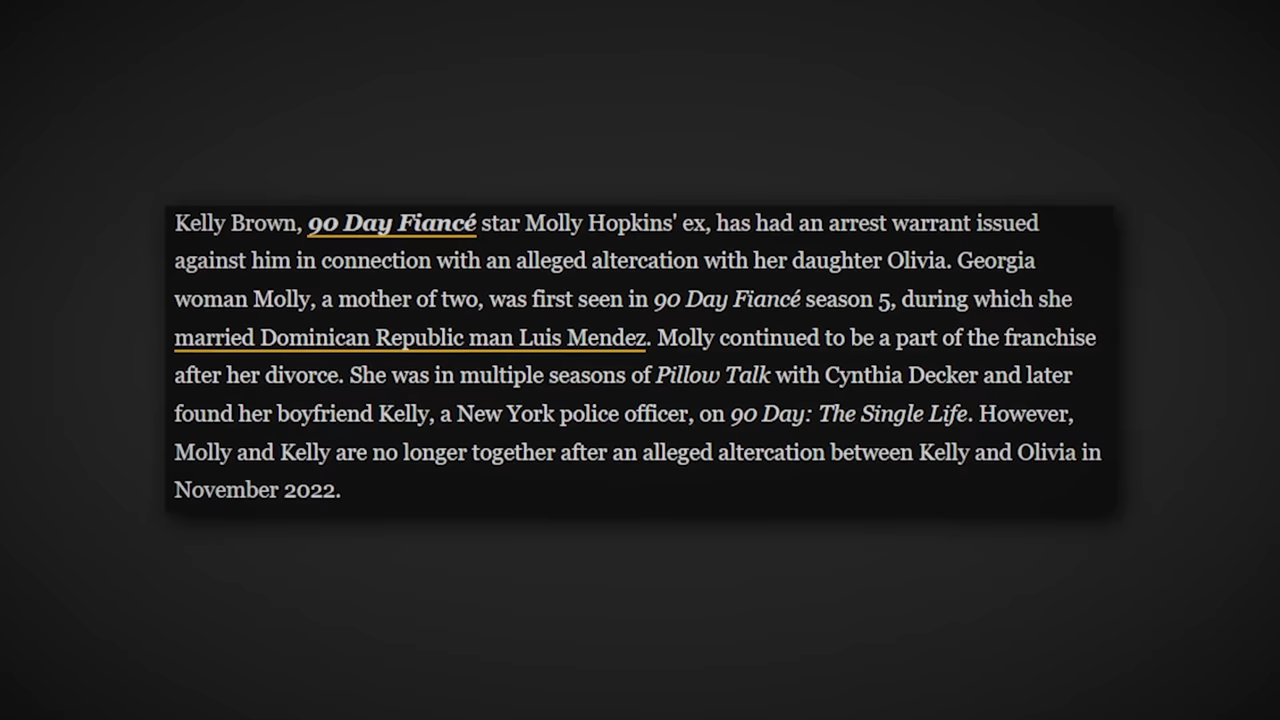 Kelly Brown, 90 Day Fiancé star Molly Hopkins' ex, has had an arrest warrant issued
against him in connection with an alleged altercation with her daughter Olivia. Georgia
woman Molly, a mother of two, was first seen in 90 Day Fiancé season 5, during which she
married Dominican Republic man Luis Mendez. Molly continued to be a part of the franchise
after her divorce. She was in multiple seasons of Pillow Talk with Cynthia Decker and later
found her boyfriend Kelly, a New York police officer, on 90 Day: The Single Life. However,
Molly and Kelly are no longer together after an alleged altercation between Kelly and Olivia in
November 2022.